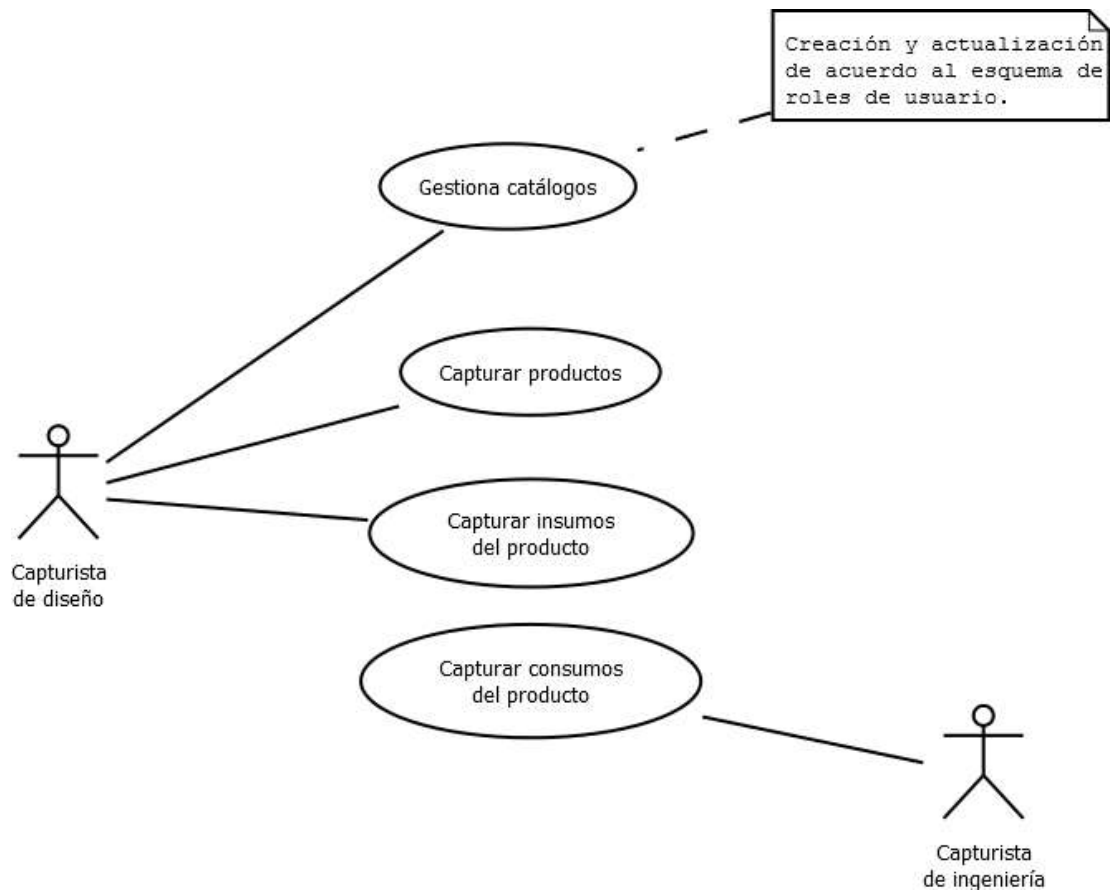 Creación y actualización
de acuerdo al esquema de
roles de usuario.
Gestiona catálogos
Capturar productos
Capturar insumos
del producto
Capturista
de diseño
Capturar consumos
del producto
Capturista
de ingeniería